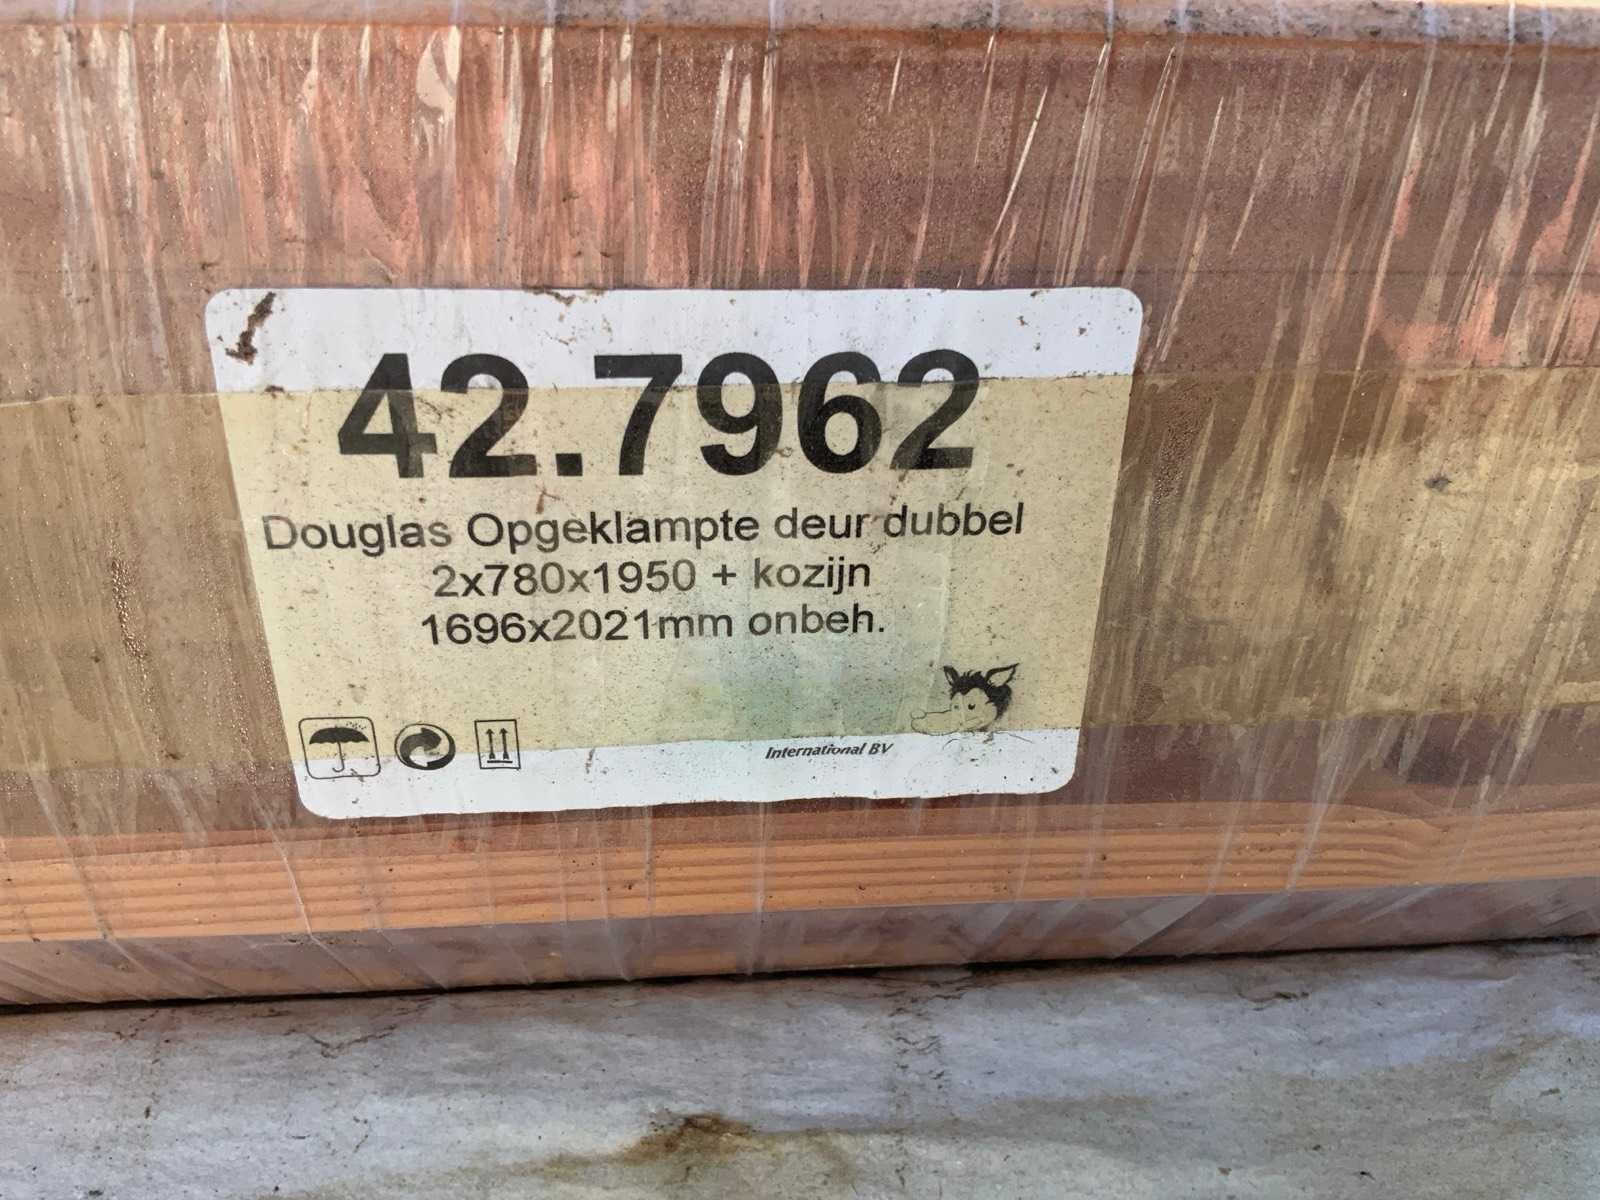 42.7962
Douglas Opgeklampte deur dubbel
2x780x1950 + kozijn
1696x2021mm onbeh.
International BV